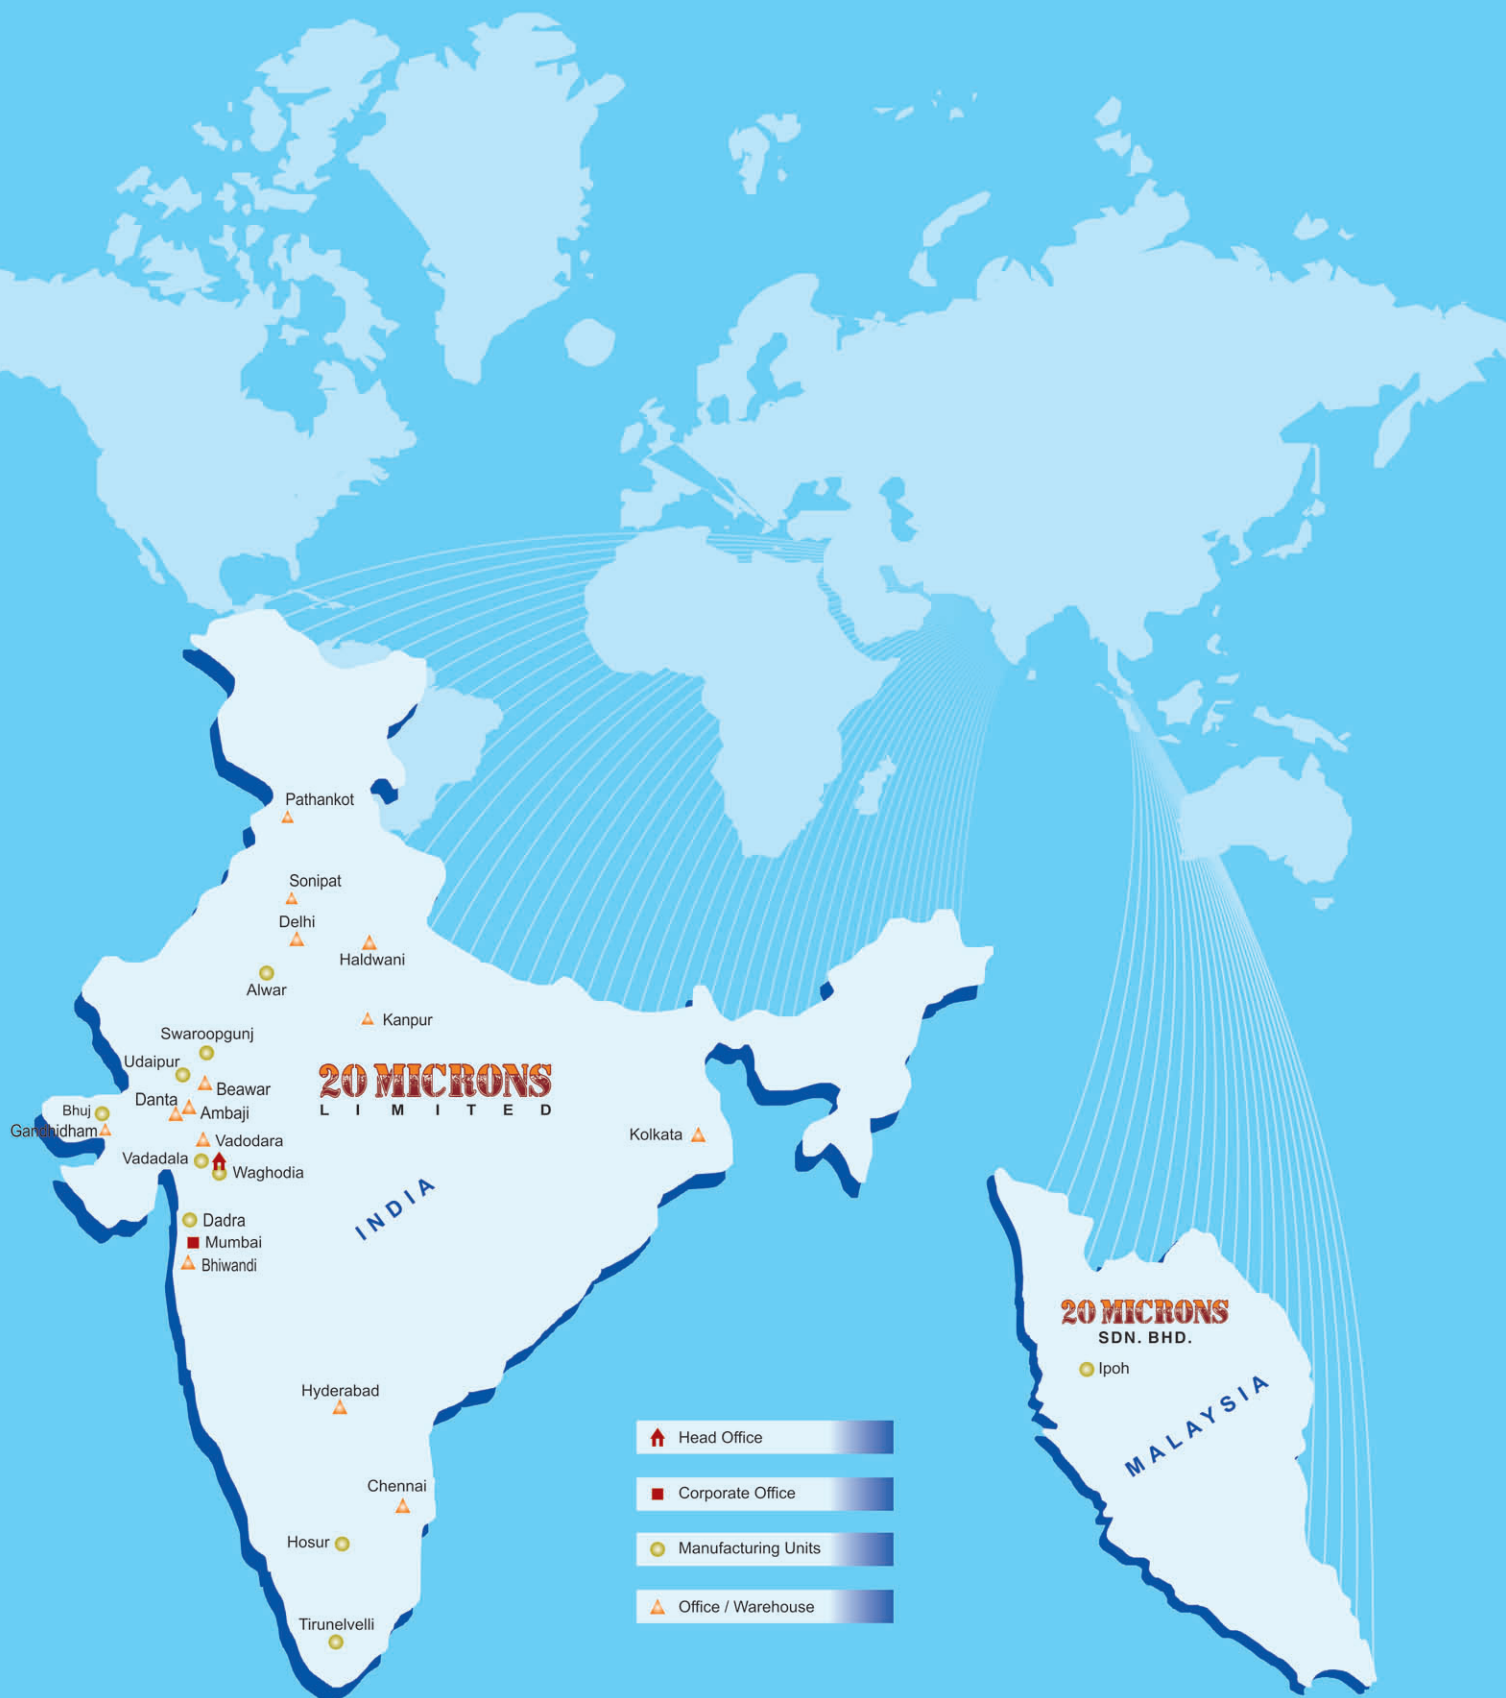 Pathankot
Sonipat
Delhi
Haldwani
Alwar
Kanpur
Swaroopgunj
Udaipur
Beawar
Danta
Ambaji
Bhuj
Gandhidham
Vadodara
Vadadala
Waghodia
Dadra
Mumbai
Bhiwandi
20 MICRONS
LIMITED
Kolkata
INDIA
Hyderabad
Chennai
Hosur
Tirunelvelli
20 MICRONS
SDN. BHD.
Ipoh
MALAYSIA
Head Office
Corporate Office
Manufacturing Units
Office / Warehouse